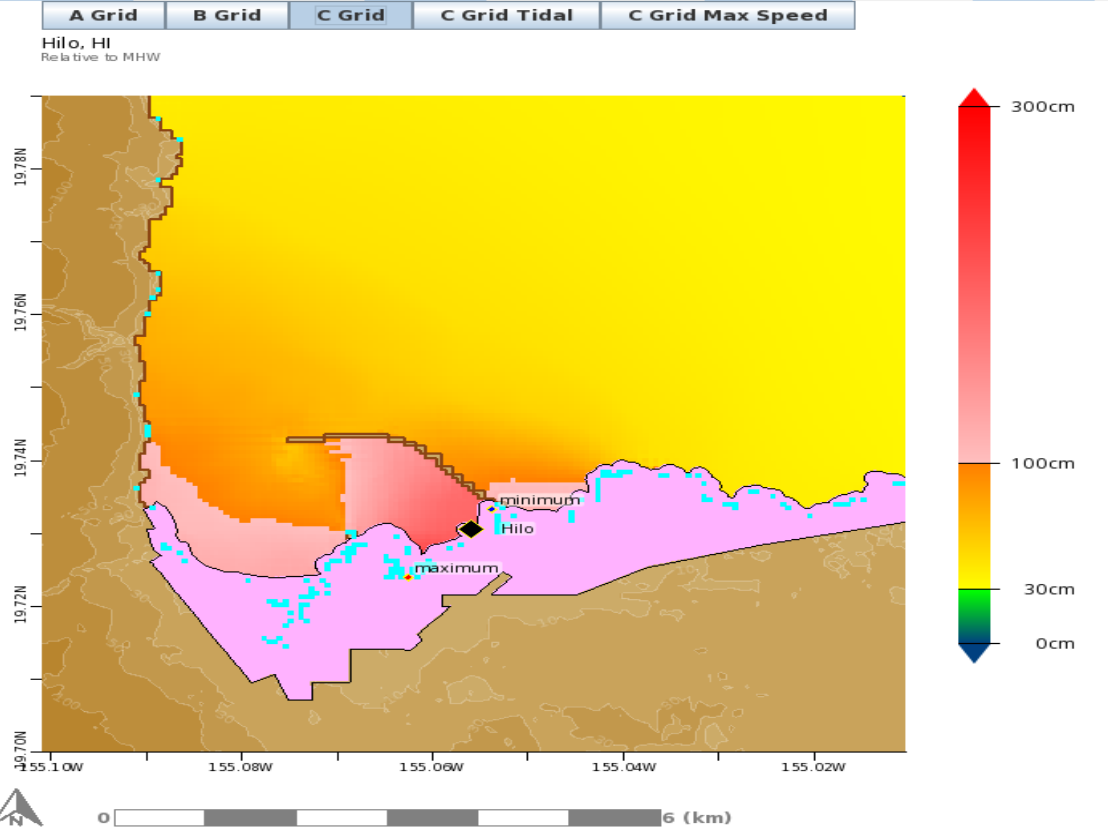 A Grid B Grid C Grid C Grid Tidal C Grid Max Speed
Hilo, HI
Relative to MHW
300cm
19.78N
19.76N
19.74N
100cm
minimum
Hilo
maximum
30cm
19.72N
0cm
19.70N
155.10W 155.08W 155.06W 155.04W 155.02W
N
0 6 (km)